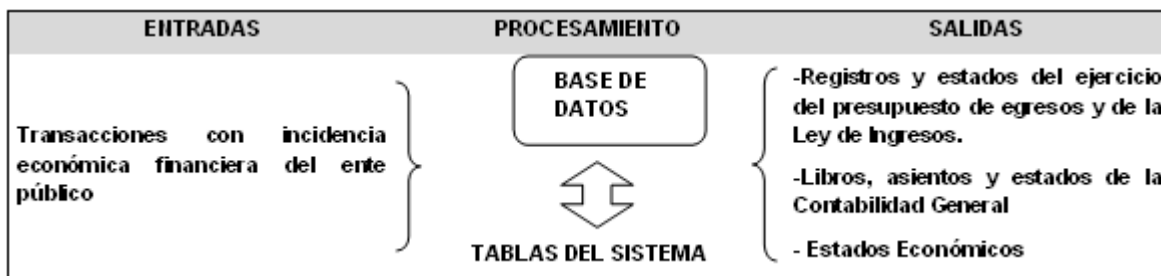 ENTRADAS PROCESAMIENTO SALIDAS
Transacciones con incidencia
económica financiera del ente
público
BASE DE
DATOS
TABLAS DEL SISTEMA
-Registros y estados del ejercicio
del presupuesto de egresos y de la
Ley de Ingresos.
-Libros, asientos y estados de la
Contabilidad General
- Estados Económicos